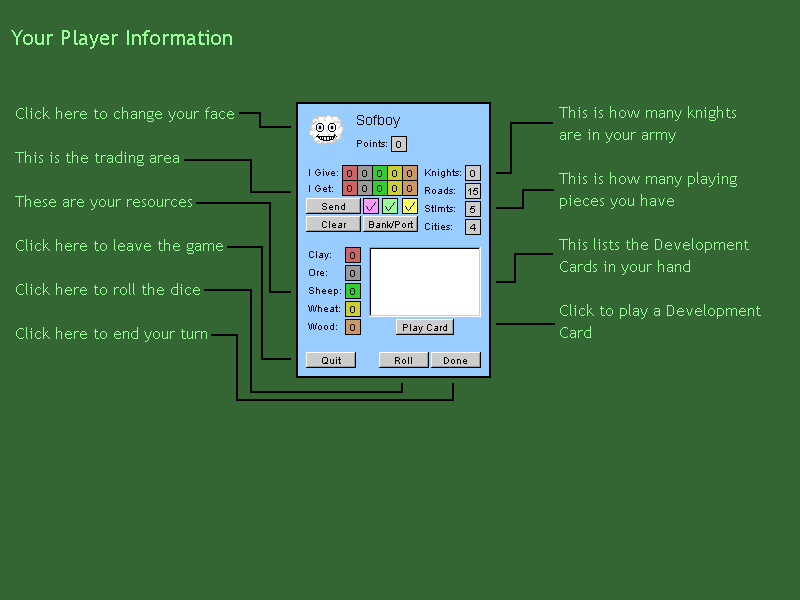 Your Player Information
Click here to change your face
This is the trading area
These are your resources
Click here to leave the game
Click here to roll the dice
Click here to end your turn
Sofboy
Points: 0
I Give: 0 0 0 0 0
I Get: 0 0 0 0 0
Send
Clear
Bank/Port
Knights: 0
Roads: 15
Stlmts: 5
Cities: 4
Clay: 0
Ore: 0
Sheep: 0
Wheat: 0
Wood: 0
Play Card
Quit
Roll
Done
This is how many knights
are in your army
This is how many playing
pieces you have
This lists the Development
Cards in your hand
Click to play a Development
Card